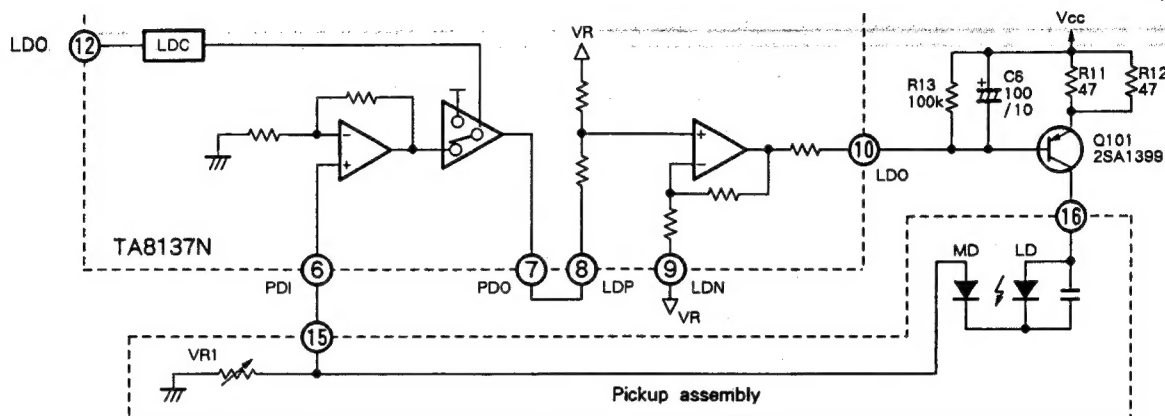 LDO 12 LDC
VR
Vcc
R13
100k
+
C6
100
/10
R11
47
R12
47
- +
+ -
10
LDO
Q101
2SA1399
TA8137N
6 7 8 9
PDI PDO LDP LDN
VR
16
MD LD
15
VR1
Pickup assembly